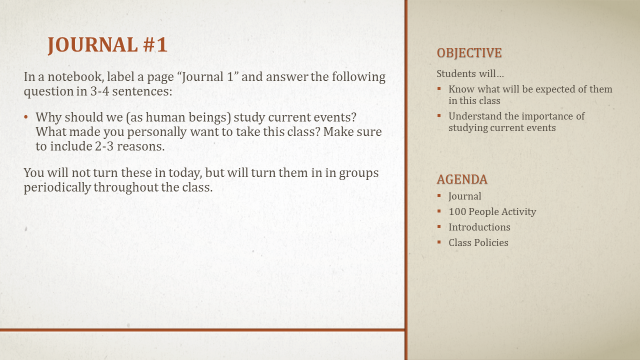 JOURNAL #1
In a notebook, label a page “Journal 1” and answer the following
question in 3-4 sentences:
• Why should we (as human beings) study current events?
What made you personally want to take this class? Make sure
to include 2-3 reasons.
You will not turn these in today, but will turn them in in groups
periodically throughout the class.
OBJECTIVE
Students will…
▪ Know what will be expected of them
in this class
▪ Understand the importance of
studying current events
AGENDA
▪ Journal
▪ 100 People Activity
▪ Introductions
▪ Class Policies